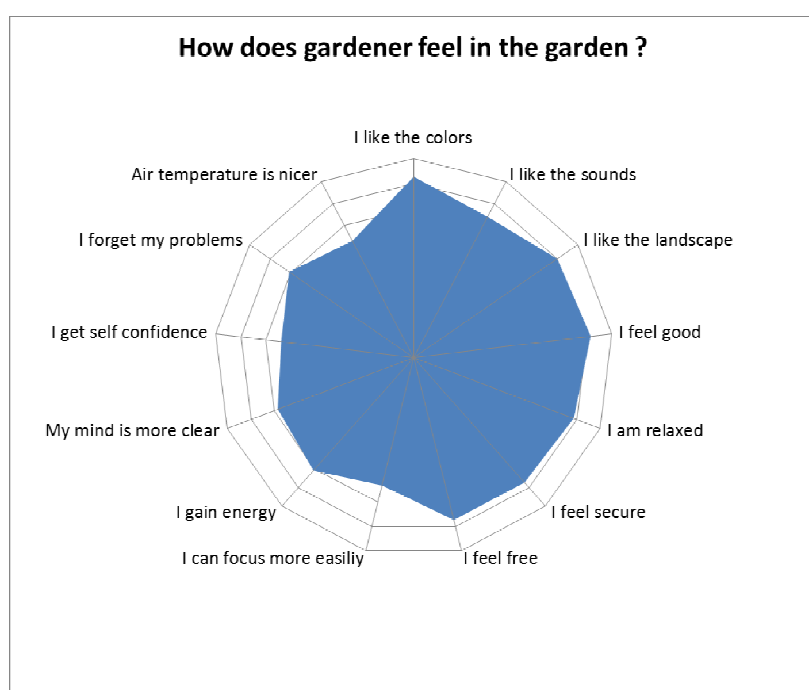 How does gardener feel in the garden ?
I like the colors
I like the sounds
I like the landscape
I feel good
I am relaxed
I feel secure
I feel free
I can focus more easiliy
I gain energy
My mind is more clear
I get self confidence
I forget my problems
Air temperature is nicer